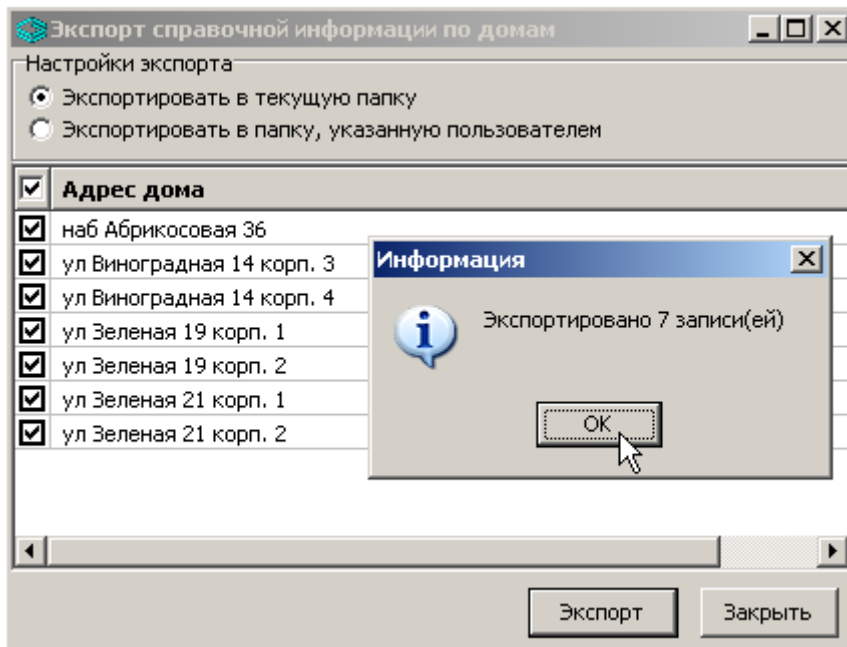 Экспорт справочной информации по домам
Настройки экспорта
Экспортировать в текущую папку
Экспортировать в папку, указанную пользователем
Адрес дома
наб Абрикосовая 36
ул Виноградная 14 корп. 3
ул Виноградная 14 корп. 4
ул Зеленая 19 корп. 1
ул Зеленая 19 корп. 2
ул Зеленая 21 корп. 1
ул Зеленая 21 корп. 2
Информация
Экспортировано 7 записи(ей)
OK
Экспорт
Закрыть